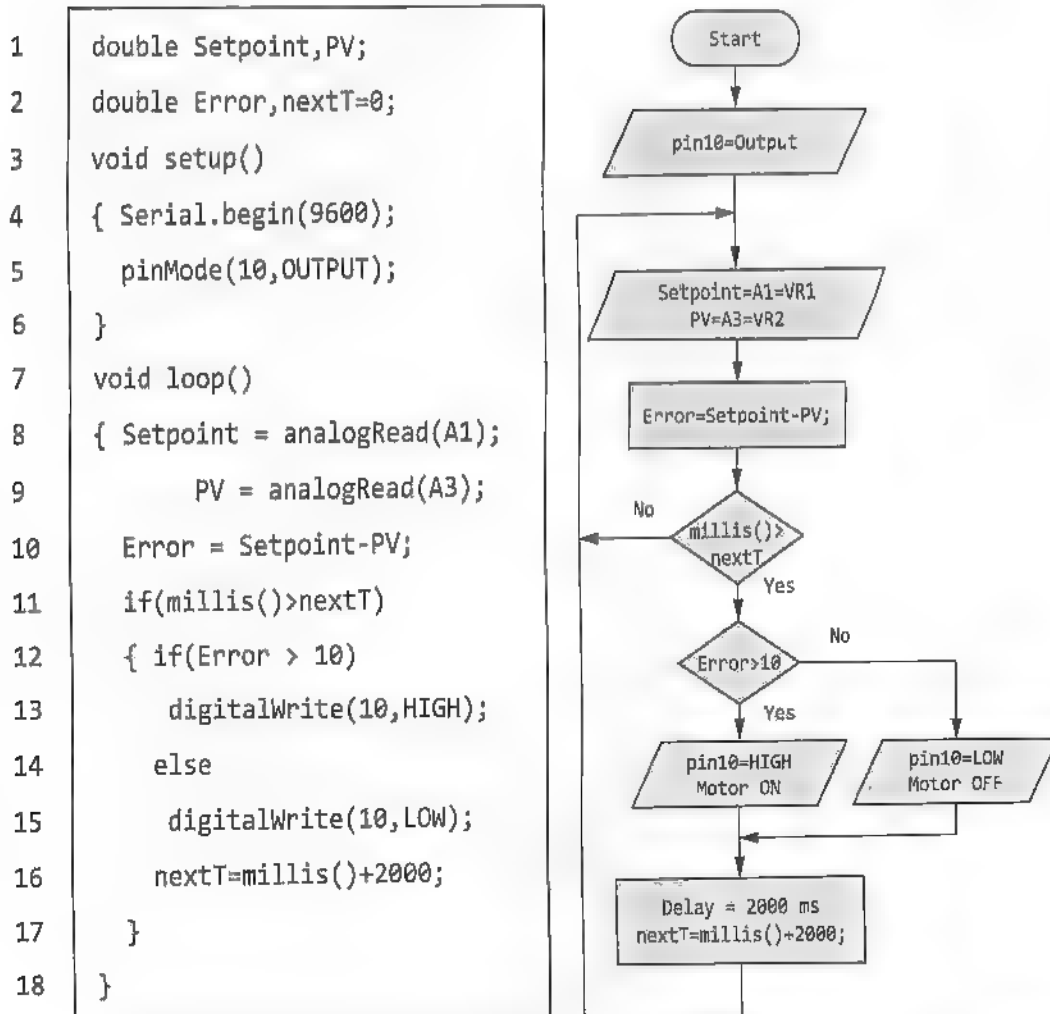 1 double Setpoint,PV;
2 double Error,nextT=0;
3 void setup()
4 { Serial.begin(9600);
5 pinMode(10,OUTPUT);
6 }
7 void loop()
8 { Setpoint = analogRead(A1);
9 PV = analogRead(A3);
10 Error = Setpoint-PV;
11 if(millis()>nextT)
12 { if(Error > 10)
13 digitalWrite(10,HIGH);
14 else
15 digitalWrite(10,LOW);
16 nextT=millis()+2000;
17 }
18 }
Start
pin10=Output
Setpoint=A1=VR1
PV=A3=VR2
Error=Setpoint-PV;
No
millis()>
nextT
Yes
Error>10
No
Yes
pin10=HIGH
Motor ON
pin10=LOW
Motor OFF
Delay = 2000 ms
nextT=millis()+2000;